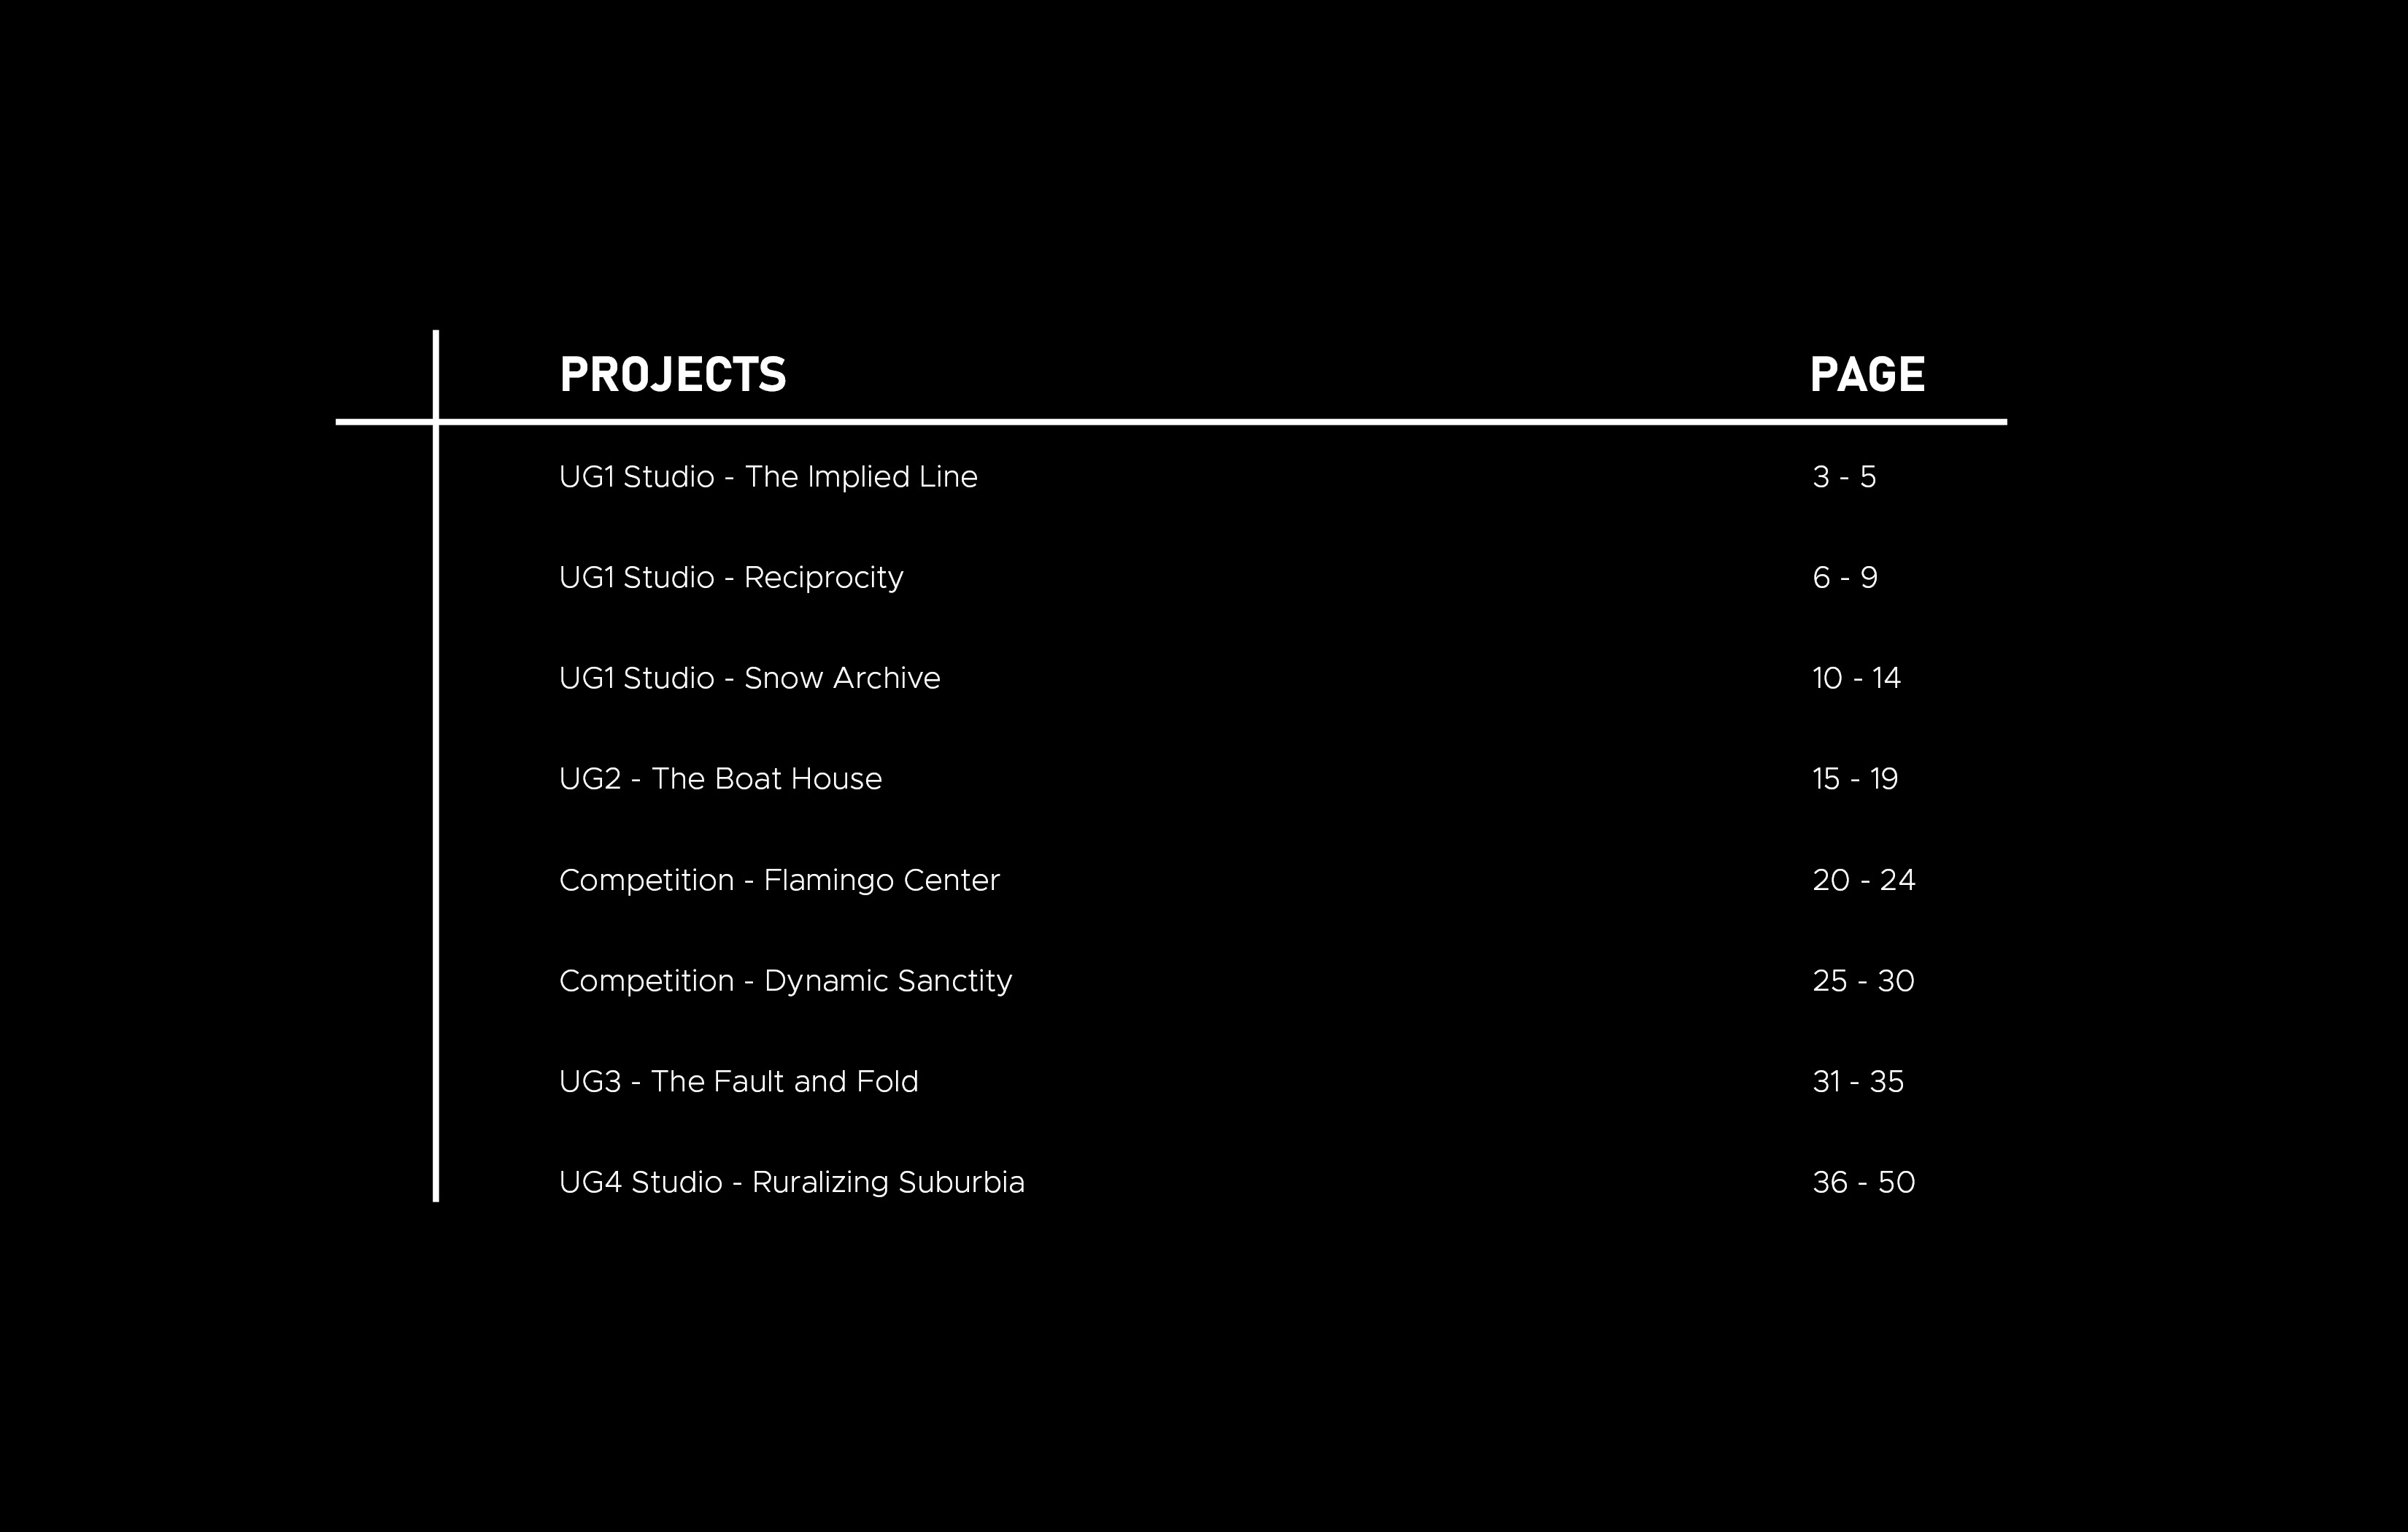 PROJECTS PAGE
UG1 Studio - The Implied Line 3 - 5
UG1 Studio - Reciprocity 6 - 9
UG1 Studio - Snow Archive 10 - 14
UG2 - The Boat House 15 - 19
Competition - Flamingo Center 20 - 24
Competition - Dynamic Sanctity 25 - 30
UG3 - The Fault and Fold 31 - 35
UG4 Studio - Ruralizing Suburbia 36 - 50